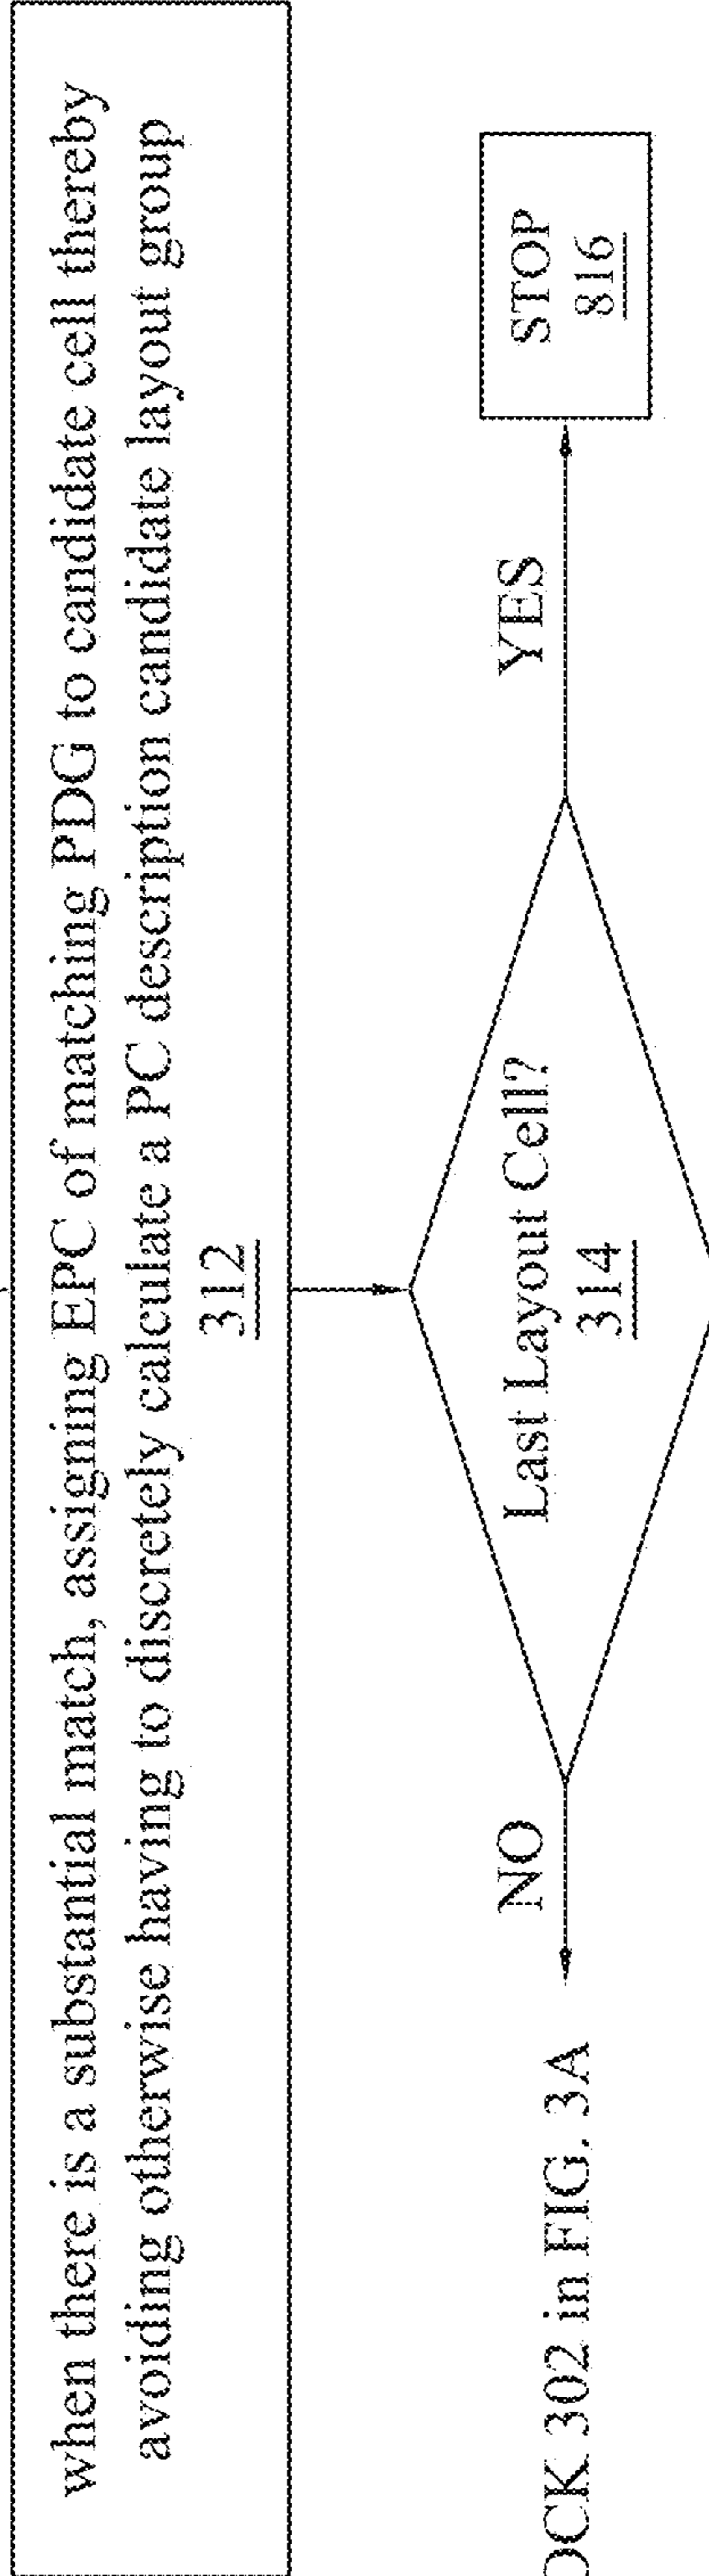 when there is a substantial match, assigning EPC of matching PDG to candidate cell thereby
avoiding otherwise having to discretely calculate a PC description candidate layout group
312
Last Layout Cell?
314
NO
YES
STOP
816
302 in FIG. 3A